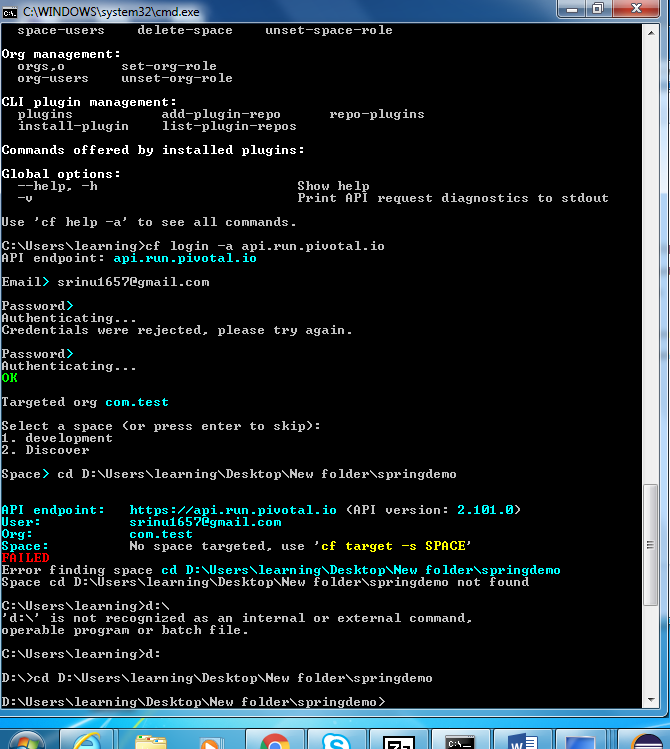 C:\WINDOWS\system32\cmd.exe
space-users delete-space unset-space-role
Org management:
orgs,o set-org-role
org-users unset-org-role
CLI plugin management:
plugins add-plugin-repo repo-plugins
install-plugin list-plugin-repos
Commands offered by installed plugins:
Global options:
--help, -h Show help
-v Print API request diagnostics to stdout
Use 'cf help -a' to see all commands.
C:\Users\learning>cf login -a api.run.pivotal.io
API endpoint: api.run.pivotal.io
Email> srinu1657@gmail.com
Password>
Authenticating...
Credentials were rejected, please try again.
Password>
Authenticating...
OK
Targeted org com.test
Select a space (or press enter to skip):
1. development
2. Discover
Space> cd D:\Users\learning\Desktop\New folder\springdemo
API endpoint: https://api.run.pivotal.io (API version: 2.101.0)
User: srinu1657@gmail.com
Org: com.test
Space: No space targeted, use 'cf target -s SPACE'
FAILED
Error finding space cd D:\Users\learning\Desktop\New folder\springdemo
Space cd D:\Users\learning\Desktop\New folder\springdemo not found
C:\Users\learning>d:\
'd:\' is not recognized as an internal or external command,
operable program or batch file.
C:\Users\learning>d:
D:\>cd D:\Users\learning\Desktop\New folder\springdemo
D:\Users\learning\Desktop\New folder\springdemo>